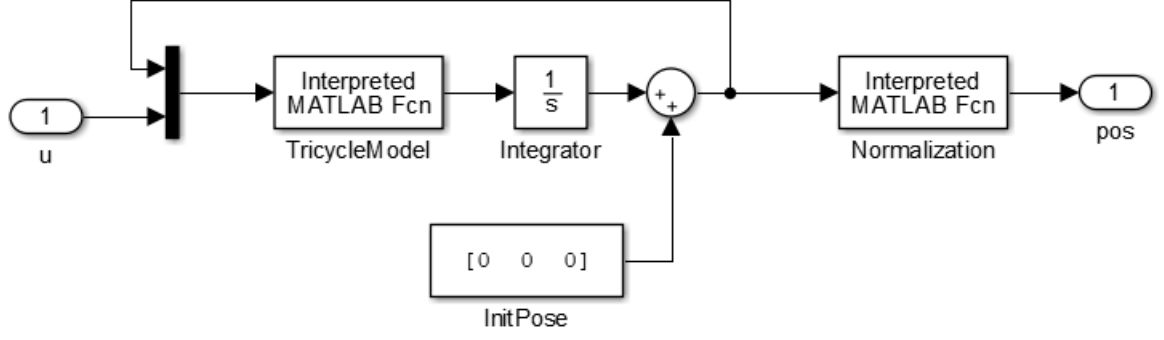 1
u
Interpreted
MATLAB Fcn
TricycleModel
1
s
Integrator
+
+
Interpreted
MATLAB Fcn
Normalization
1
pos
[0 0 0]
InitPose